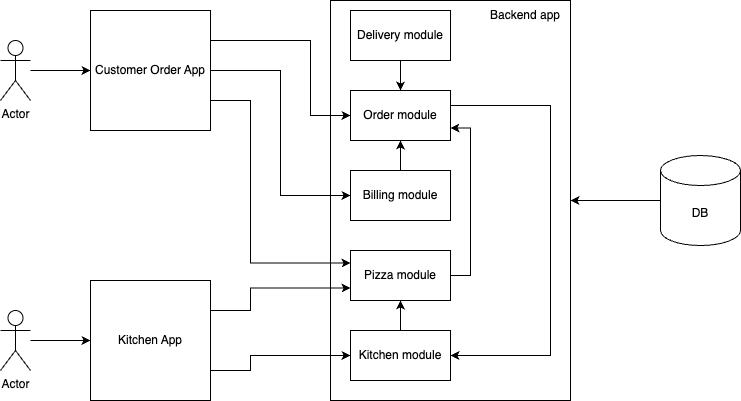 Backend app
Delivery module
Customer Order App
Actor
Order module
Billing module
DB
Pizza module
Kitchen App
Kitchen module
Actor